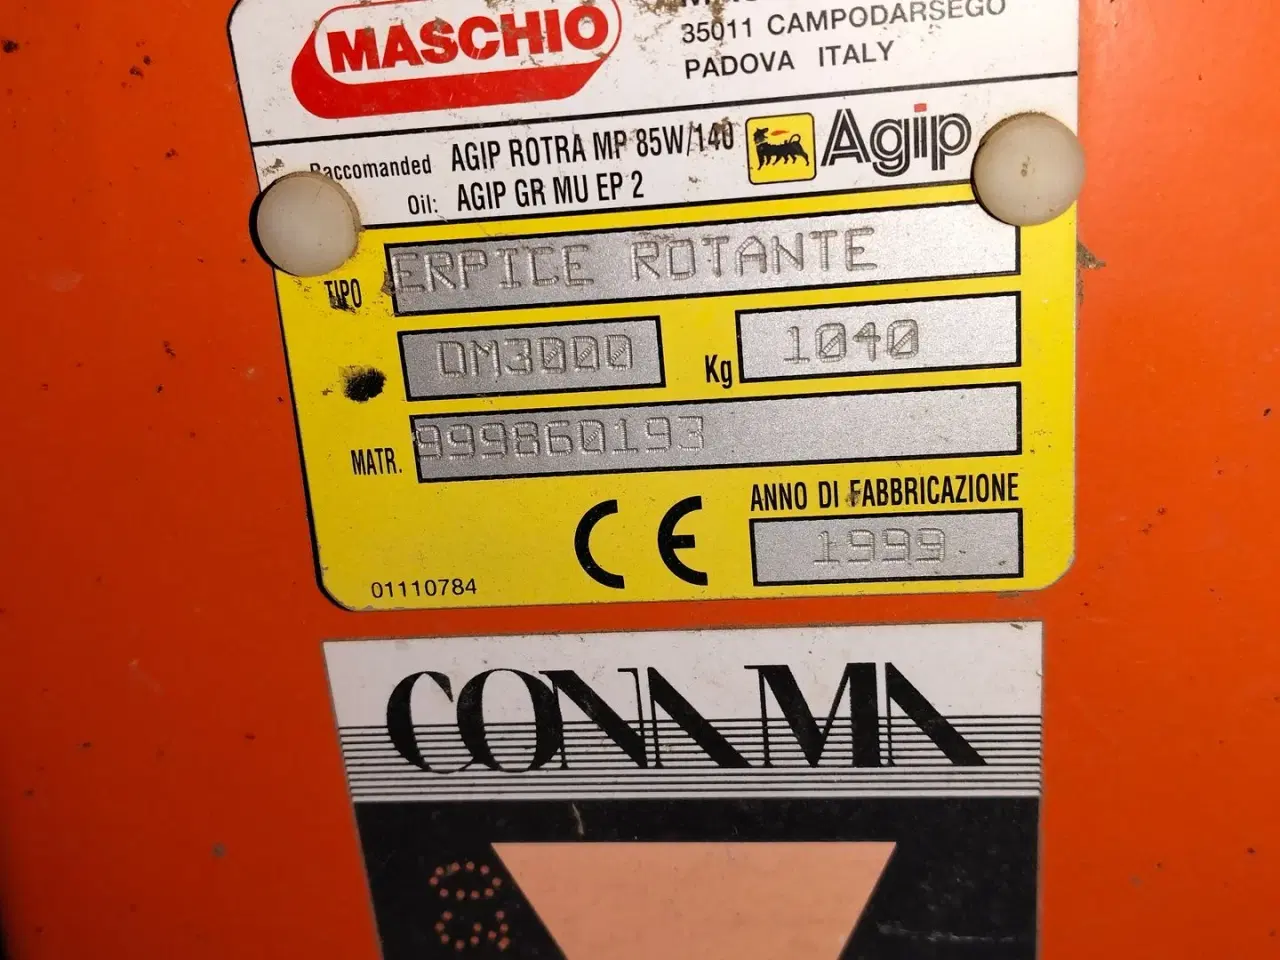 MASCHIO
35011 CAMPODARSEGO
PADOVA ITALY
Raccomanded AGIP ROTRA MP 85W/140
Oil: AGIP GR MU EP 2
Agip
TIPO ERPICE ROTANTE
DM3000 Kg 1040
MATR. 999860193
CE ANNO DI FABBRICAZIONE
1999
01110784
CONAMA